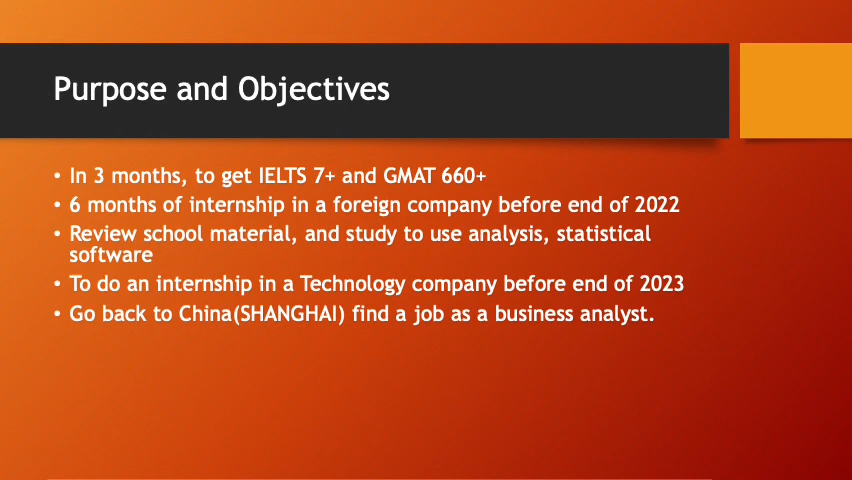 Purpose and Objectives
• In 3 months, to get IELTS 7+ and GMAT 660+
• 6 months of internship in a foreign company before end of 2022
• Review school material, and study to use analysis, statistical
software
• To do an internship in a Technology company before end of 2023
• Go back to China(SHANGHAI) find a job as a business analyst.